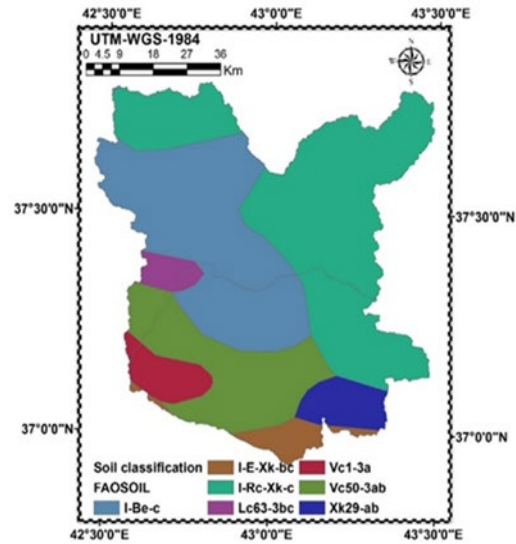 42°30'0"E 43°0'0"E 43°30'0"E
UTM-WGS-1984
0 4.5 9 18 27 36
Km
37°30'0"N 37°30'0"N
37°0'0"N 37°0'0"N
Soil classification I-E-Xk-bc Vc1-3a
FAOSOIL I-Rc-Xk-c Vc50-3ab
I-Be-c Lc63-3bc Xk29-ab
42°30'0"E 43°0'0"E 43°30'0"E